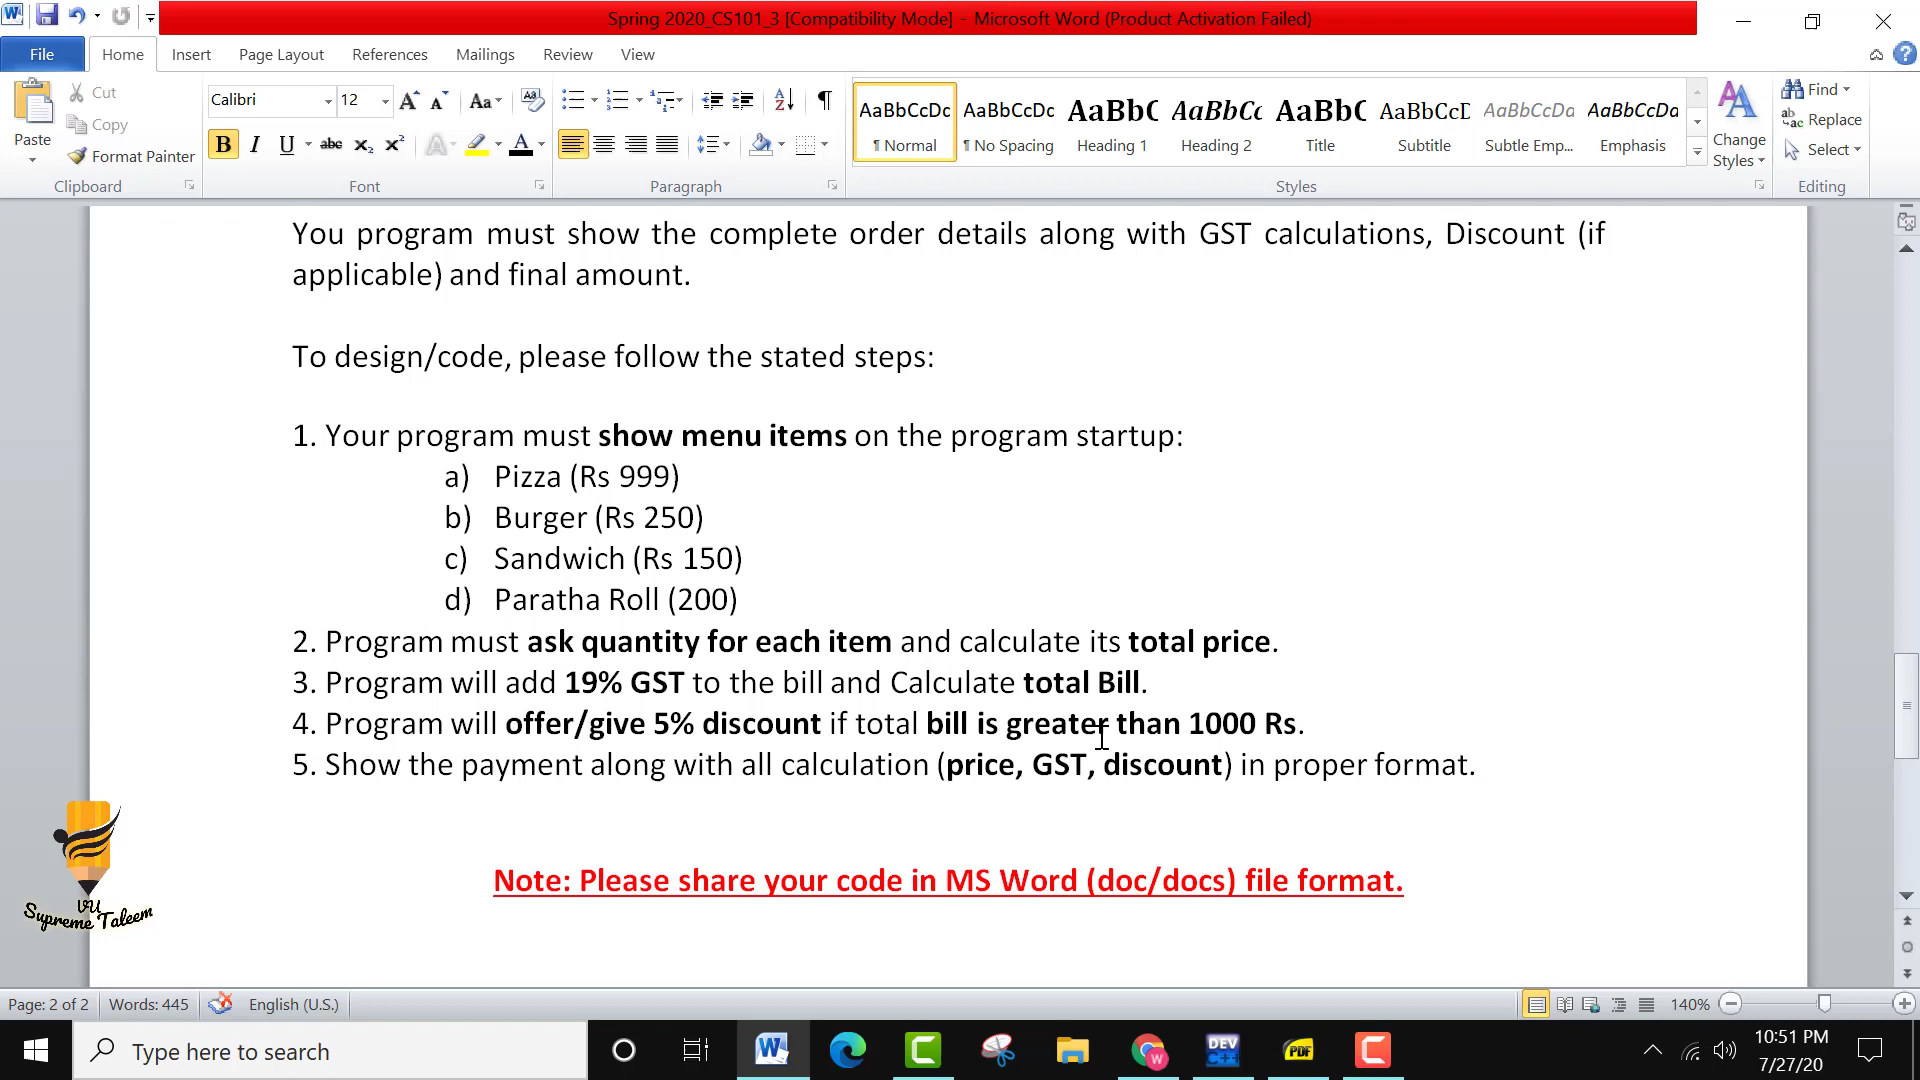 Spring 2020_CS101_3 [Compatibility Mode] - Microsoft Word (Product Activation Failed)
File Home Insert Page Layout References Mailings Review View
Paste
Cut
Copy
Format Painter
Clipboard
Calibri 12
Font
Paragraph
AaBbCcDc AaBbCcDc AaBbC AaBbCc AaBbC AaBbCcD AaBbCcDa AaBbCcDa
¶ Normal ¶ No Spacing Heading 1 Heading 2 Title Subtitle Subtle Emp... Emphasis
Change Styles
Styles
Find
Replace
Select
Editing
You program must show the complete order details along with GST calculations, Discount (if
applicable) and final amount.
To design/code, please follow the stated steps:
1. Your program must show menu items on the program startup:
a) Pizza (Rs 999)
b) Burger (Rs 250)
c) Sandwich (Rs 150)
d) Paratha Roll (200)
2. Program must ask quantity for each item and calculate its total price.
3. Program will add 19% GST to the bill and Calculate total Bill.
4. Program will offer/give 5% discount if total bill is greater than 1000 Rs.
5. Show the payment along with all calculation (price, GST, discount) in proper format.
Note: Please share your code in MS Word (doc/docs) file format.
VU
Supreme Taleem
Page: 2 of 2 Words: 445 English (U.S.) 140%
Type here to search
DEV C++
PDF
10:51 PM
7/27/20